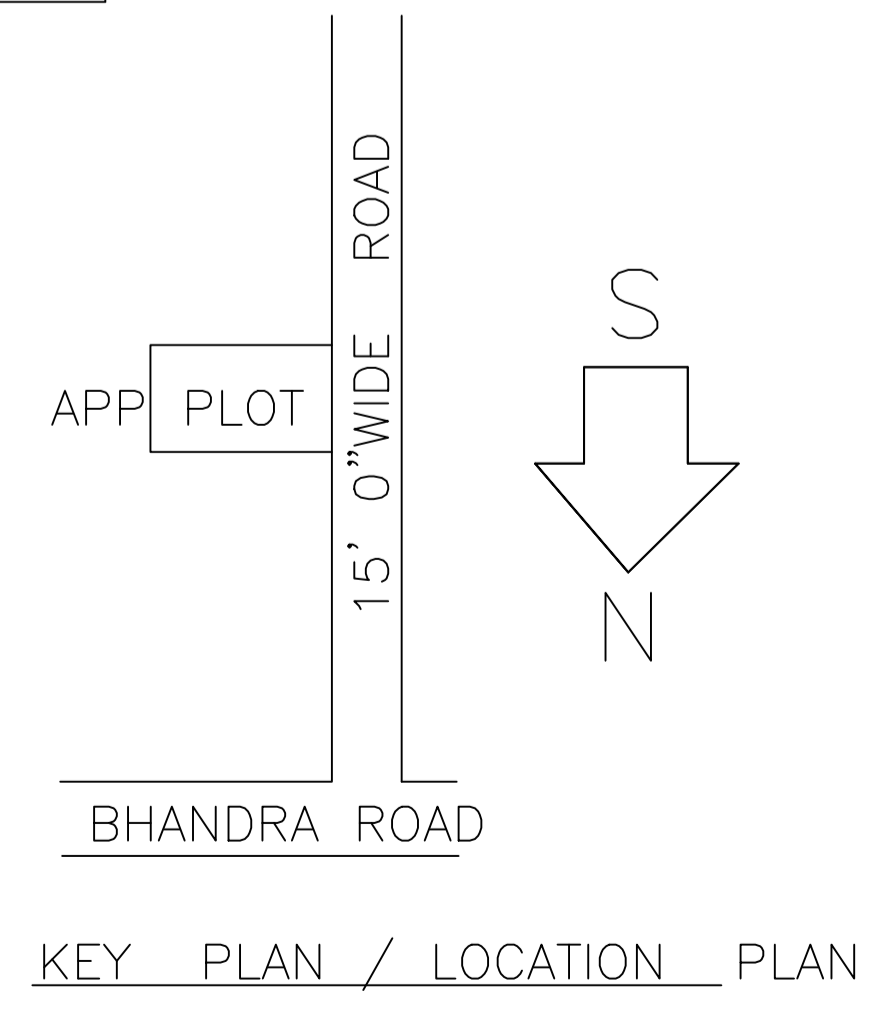 15' 0"WIDE ROAD
S
APP PLOT
N
BHANDRA ROAD
KEY PLAN / LOCATION PLAN